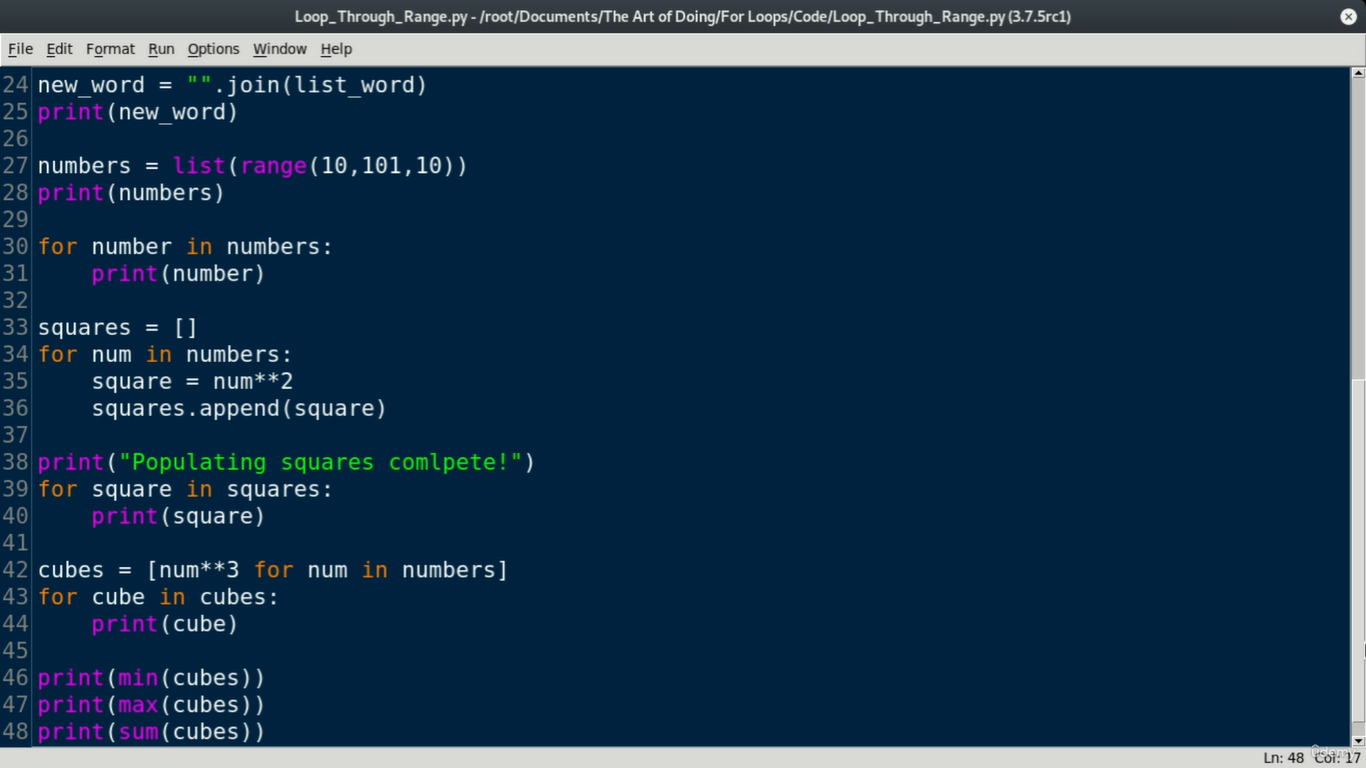 Loop_Through_Range.py - /root/Documents/The Art of Doing/For Loops/Code/Loop_Through_Range.py (3.7.5rc1)
File Edit Format Run Options Window Help
24 new_word = "".join(list_word)
25 print(new_word)
26
27 numbers = list(range(10,101,10))
28 print(numbers)
29
30 for number in numbers:
31     print(number)
32
33 squares = []
34 for num in numbers:
35     square = num**2
36     squares.append(square)
37
38 print("Populating squares comlpete!")
39 for square in squares:
40     print(square)
41
42 cubes = [num**3 for num in numbers]
43 for cube in cubes:
44     print(cube)
45
46 print(min(cubes))
47 print(max(cubes))
48 print(sum(cubes))
Udemy
Ln: 48 Col: 17